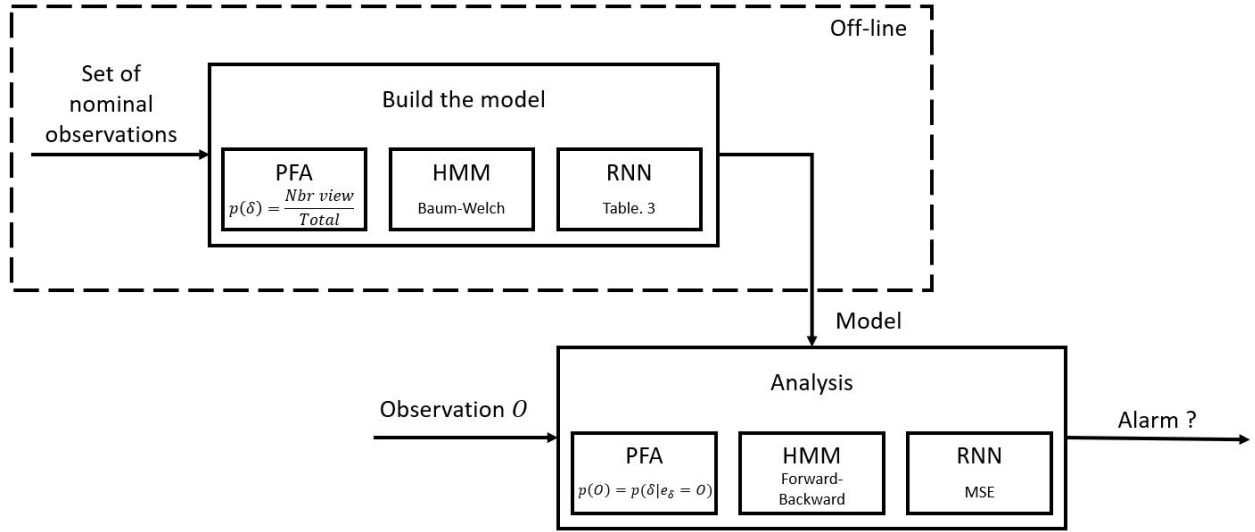 Off-line
Set of
nominal
observations
Build the model
PFA
p(δ) = Nbr view / Total
HMM
Baum-Welch
RNN
Table. 3
Model
Analysis
Observation O
PFA
p(O) = p(δ|e_δ = O)
HMM
Forward-
Backward
RNN
MSE
Alarm ?